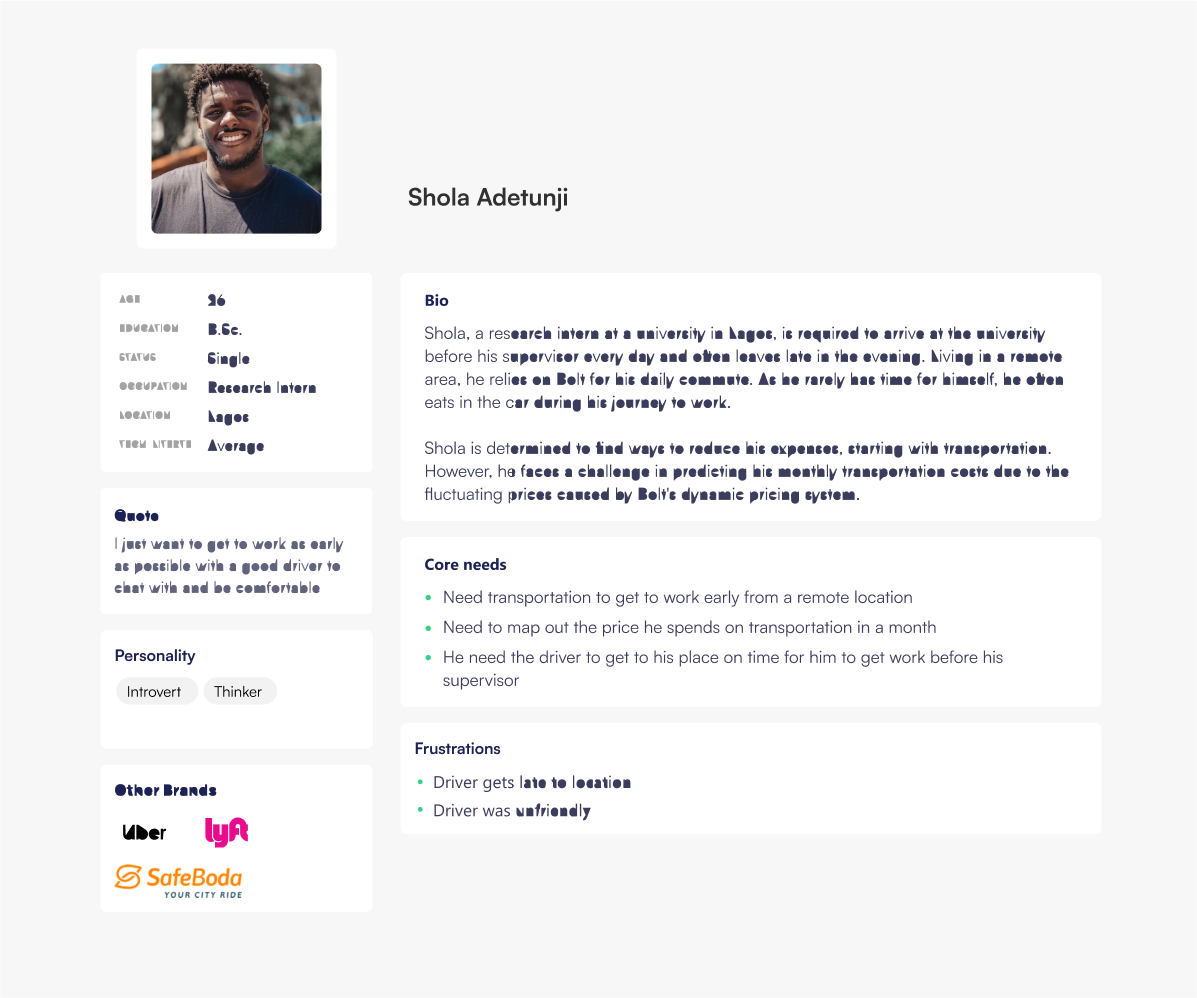 Shola Adetunji
AGE
26
EDUCATION
B.Sc.
STATUS
Single
OCCUPATION
Research Intern
LOCATION
Lagos
TECH LITERTE
Average
Quote
I just want to get to work as early
as possible with a good driver to
chat with and be comfortable
Personality
Introvert
Thinker
Other Brands
Uber
lyft
SafeBoda
YOUR CITY RIDE
Bio
Shola, a research intern at a university in Lagos, is required to arrive at the university
before his supervisor every day and often leaves late in the evening. Living in a remote
area, he relies on Bolt for his daily commute. As he rarely has time for himself, he often
eats in the car during his journey to work.
Shola is determined to find ways to reduce his expenses, starting with transportation.
However, he faces a challenge in predicting his monthly transportation costs due to the
fluctuating prices caused by Bolt's dynamic pricing system.
Core needs
Need transportation to get to work early from a remote location
Need to map out the price he spends on transportation in a month
He need the driver to get to his place on time for him to get work before his
supervisor
Frustrations
Driver gets late to location
Driver was unfriendly